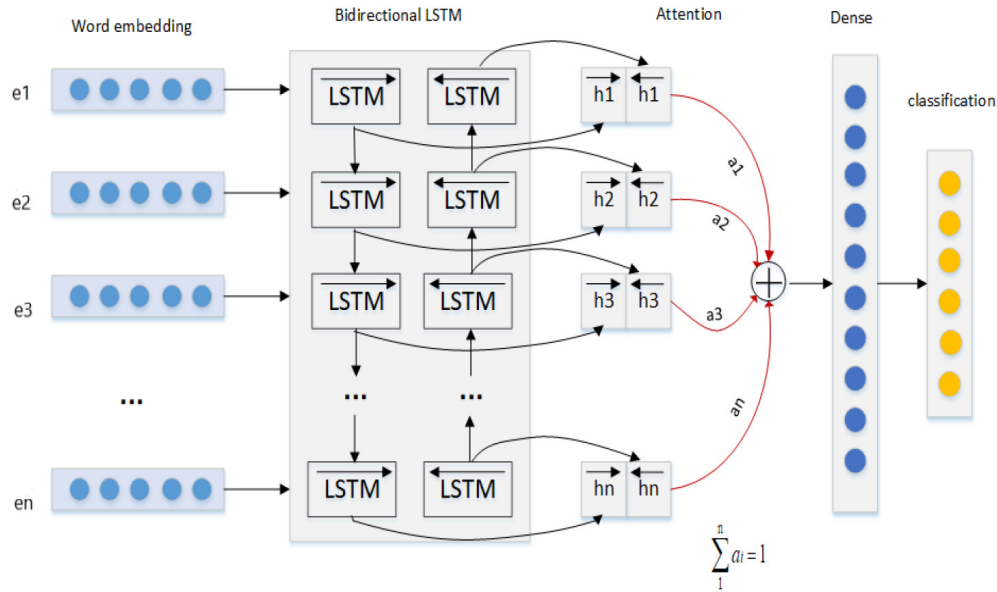 Word embedding
Bidirectional LSTM
Attention
Dense
classification
e1
LSTM
LSTM
h1
h1
a1
e2
LSTM
LSTM
h2
h2
a2
e3
LSTM
LSTM
h3
h3
a3
...
...
...
an
en
LSTM
LSTM
hn
hn
n
∑ai=1
1